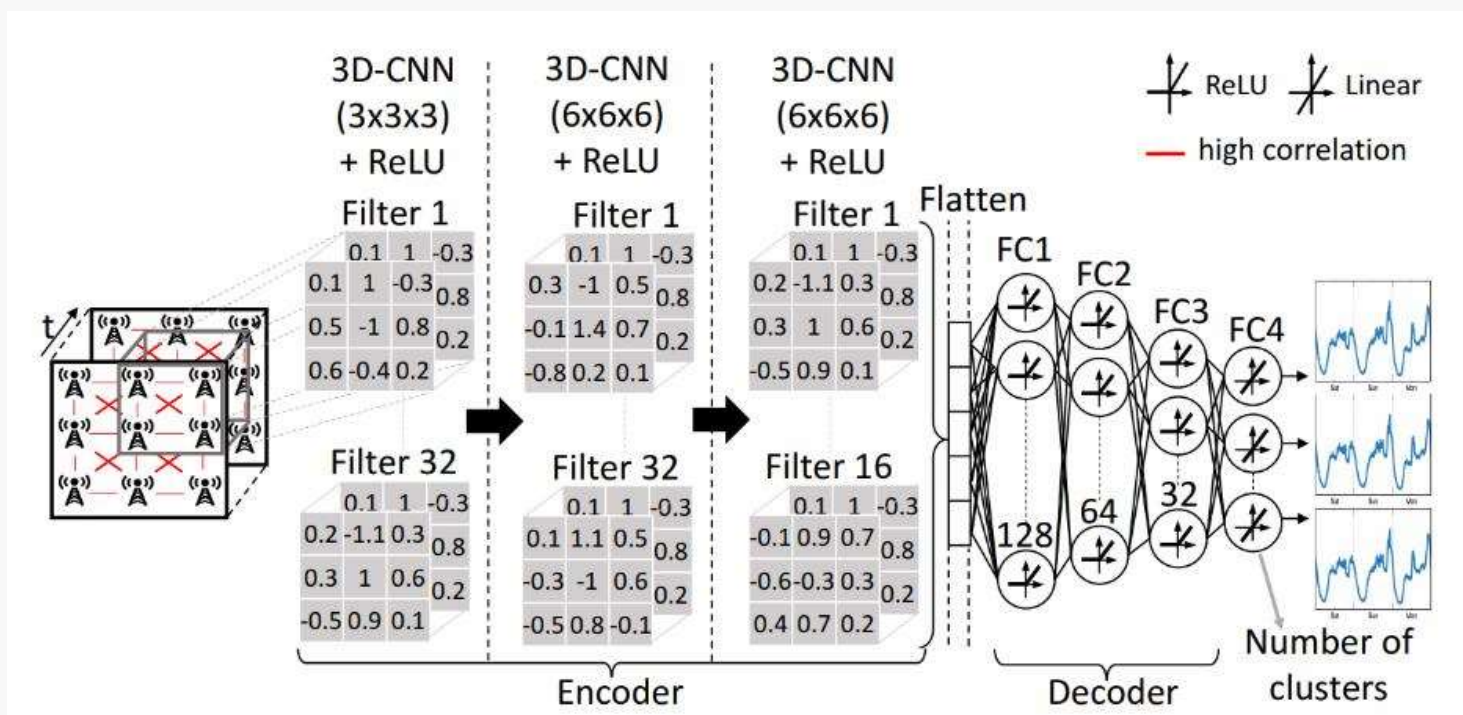 3D-CNN
(3x3x3)
+ ReLU
3D-CNN
(6x6x6)
+ ReLU
3D-CNN
(6x6x6)
+ ReLU
ReLU
Linear
high correlation
t
Filter 1
0.1 1 -0.3
0.8
0.2
0.1 1 -0.3
0.5 -1 0.8
0.6 -0.4 0.2
Filter 32
0.1 1 -0.3
0.8
0.2
0.2 -1.1 0.3
0.3 1 0.6
-0.5 0.9 0.1
Filter 1
0.1 1 -0.3
0.8
0.2
0.3 -1 0.5
-0.1 1.4 0.7
-0.8 0.2 0.1
Filter 32
0.1 1 -0.3
0.8
0.2
0.1 1.1 0.5
-0.3 -1 0.6
-0.5 0.8 -0.1
Filter 1
0.1 1 -0.3
0.8
0.2
0.2 -1.1 0.3
0.3 1 0.6
-0.5 0.9 0.1
Filter 16
0.1 1 -0.3
0.8
0.2
-0.1 0.9 0.7
-0.6 -0.3 0.3
0.4 0.7 0.2
Encoder
Flatten
FC1
128
FC2
64
FC3
32
FC4
Decoder
Sat Sun Mon
Sat Sun Mon
Sat Sun Mon
Number of
clusters